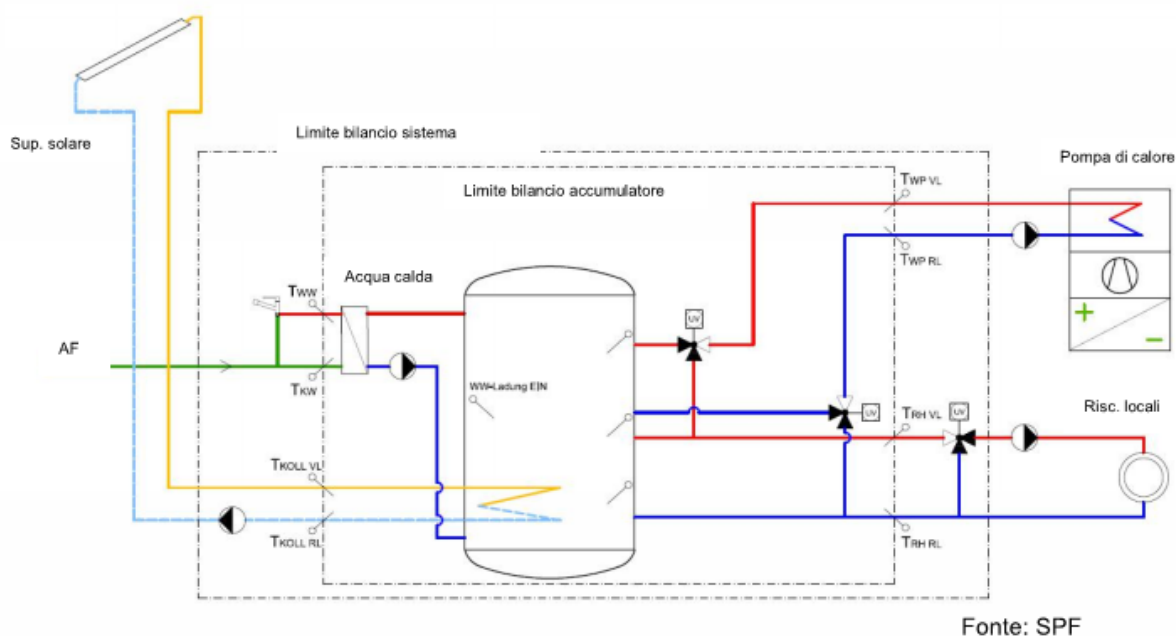 Limite bilancio sistema
Sup. solare
Pompa di calore
Limite bilancio accumulatore
TWP VL
TWP RL
Acqua calda
TWW
UV
AF
TKW
WW-Ladung EIN
UV
TRH VL
UV
Risc. locali
TKOLL VL
TKOLL RL
TRH RL
+
-
Fonte: SPF